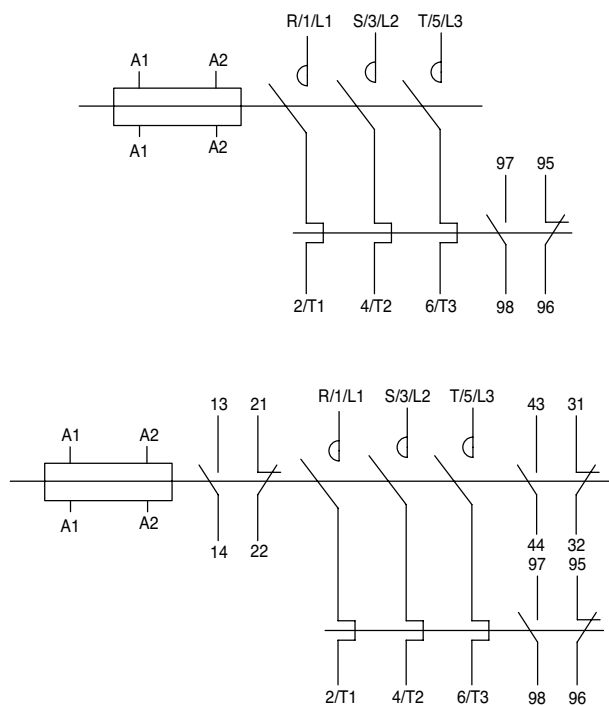 R/1/L1 S/3/L2 T/5/L3
A1 A2
A1 A2
97 95
2/T1 4/T2 6/T3 98 96
R/1/L1 S/3/L2 T/5/L3
13 21 43 31
A1 A2
A1 A2
14 22 44 32
97 95
2/T1 4/T2 6/T3 98 96